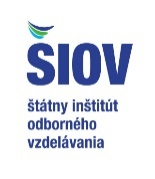 ŠIOV
štátny inštitút
odborného
vzdelávania